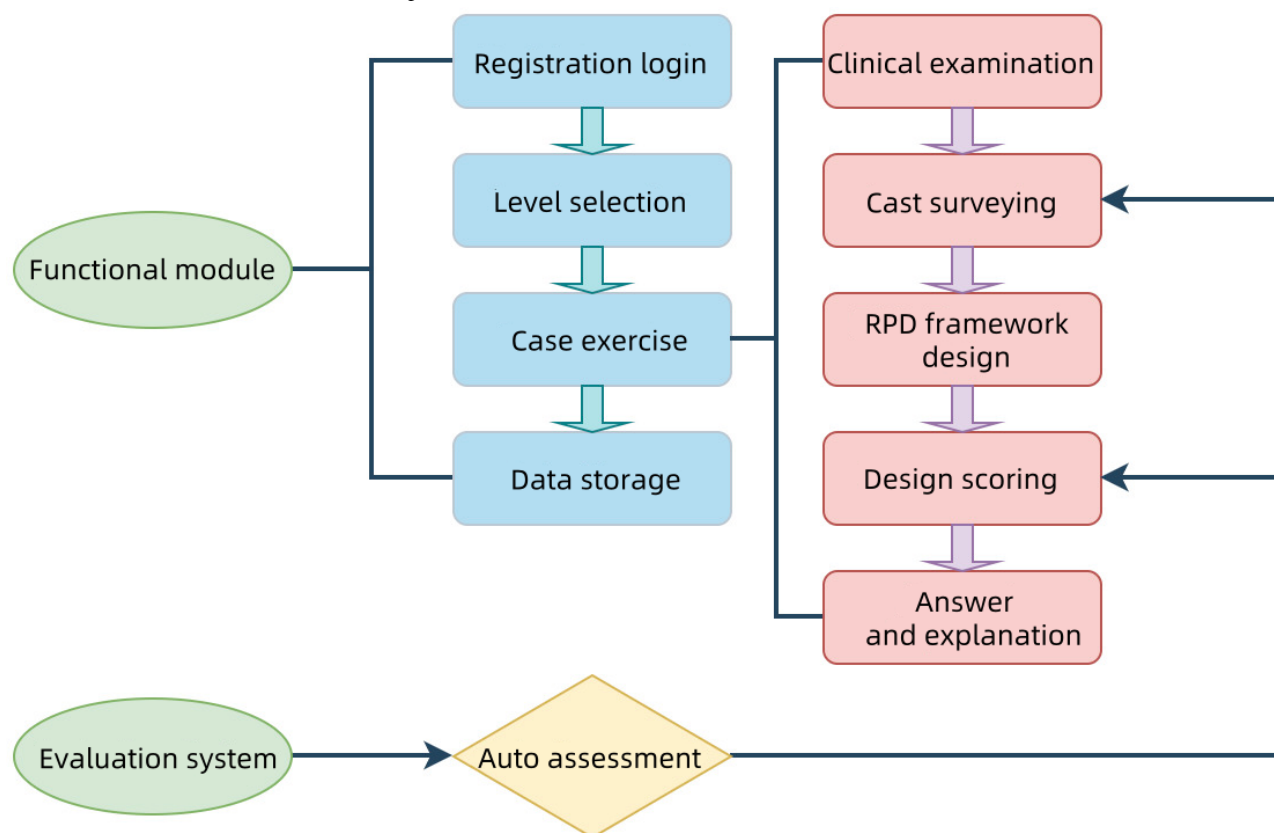 Registration login
Clinical examination
Level selection
Cast surveying
Functional module
Case exercise
RPD framework
design
Data storage
Design scoring
Answer
and explanation
Evaluation system
Auto assessment